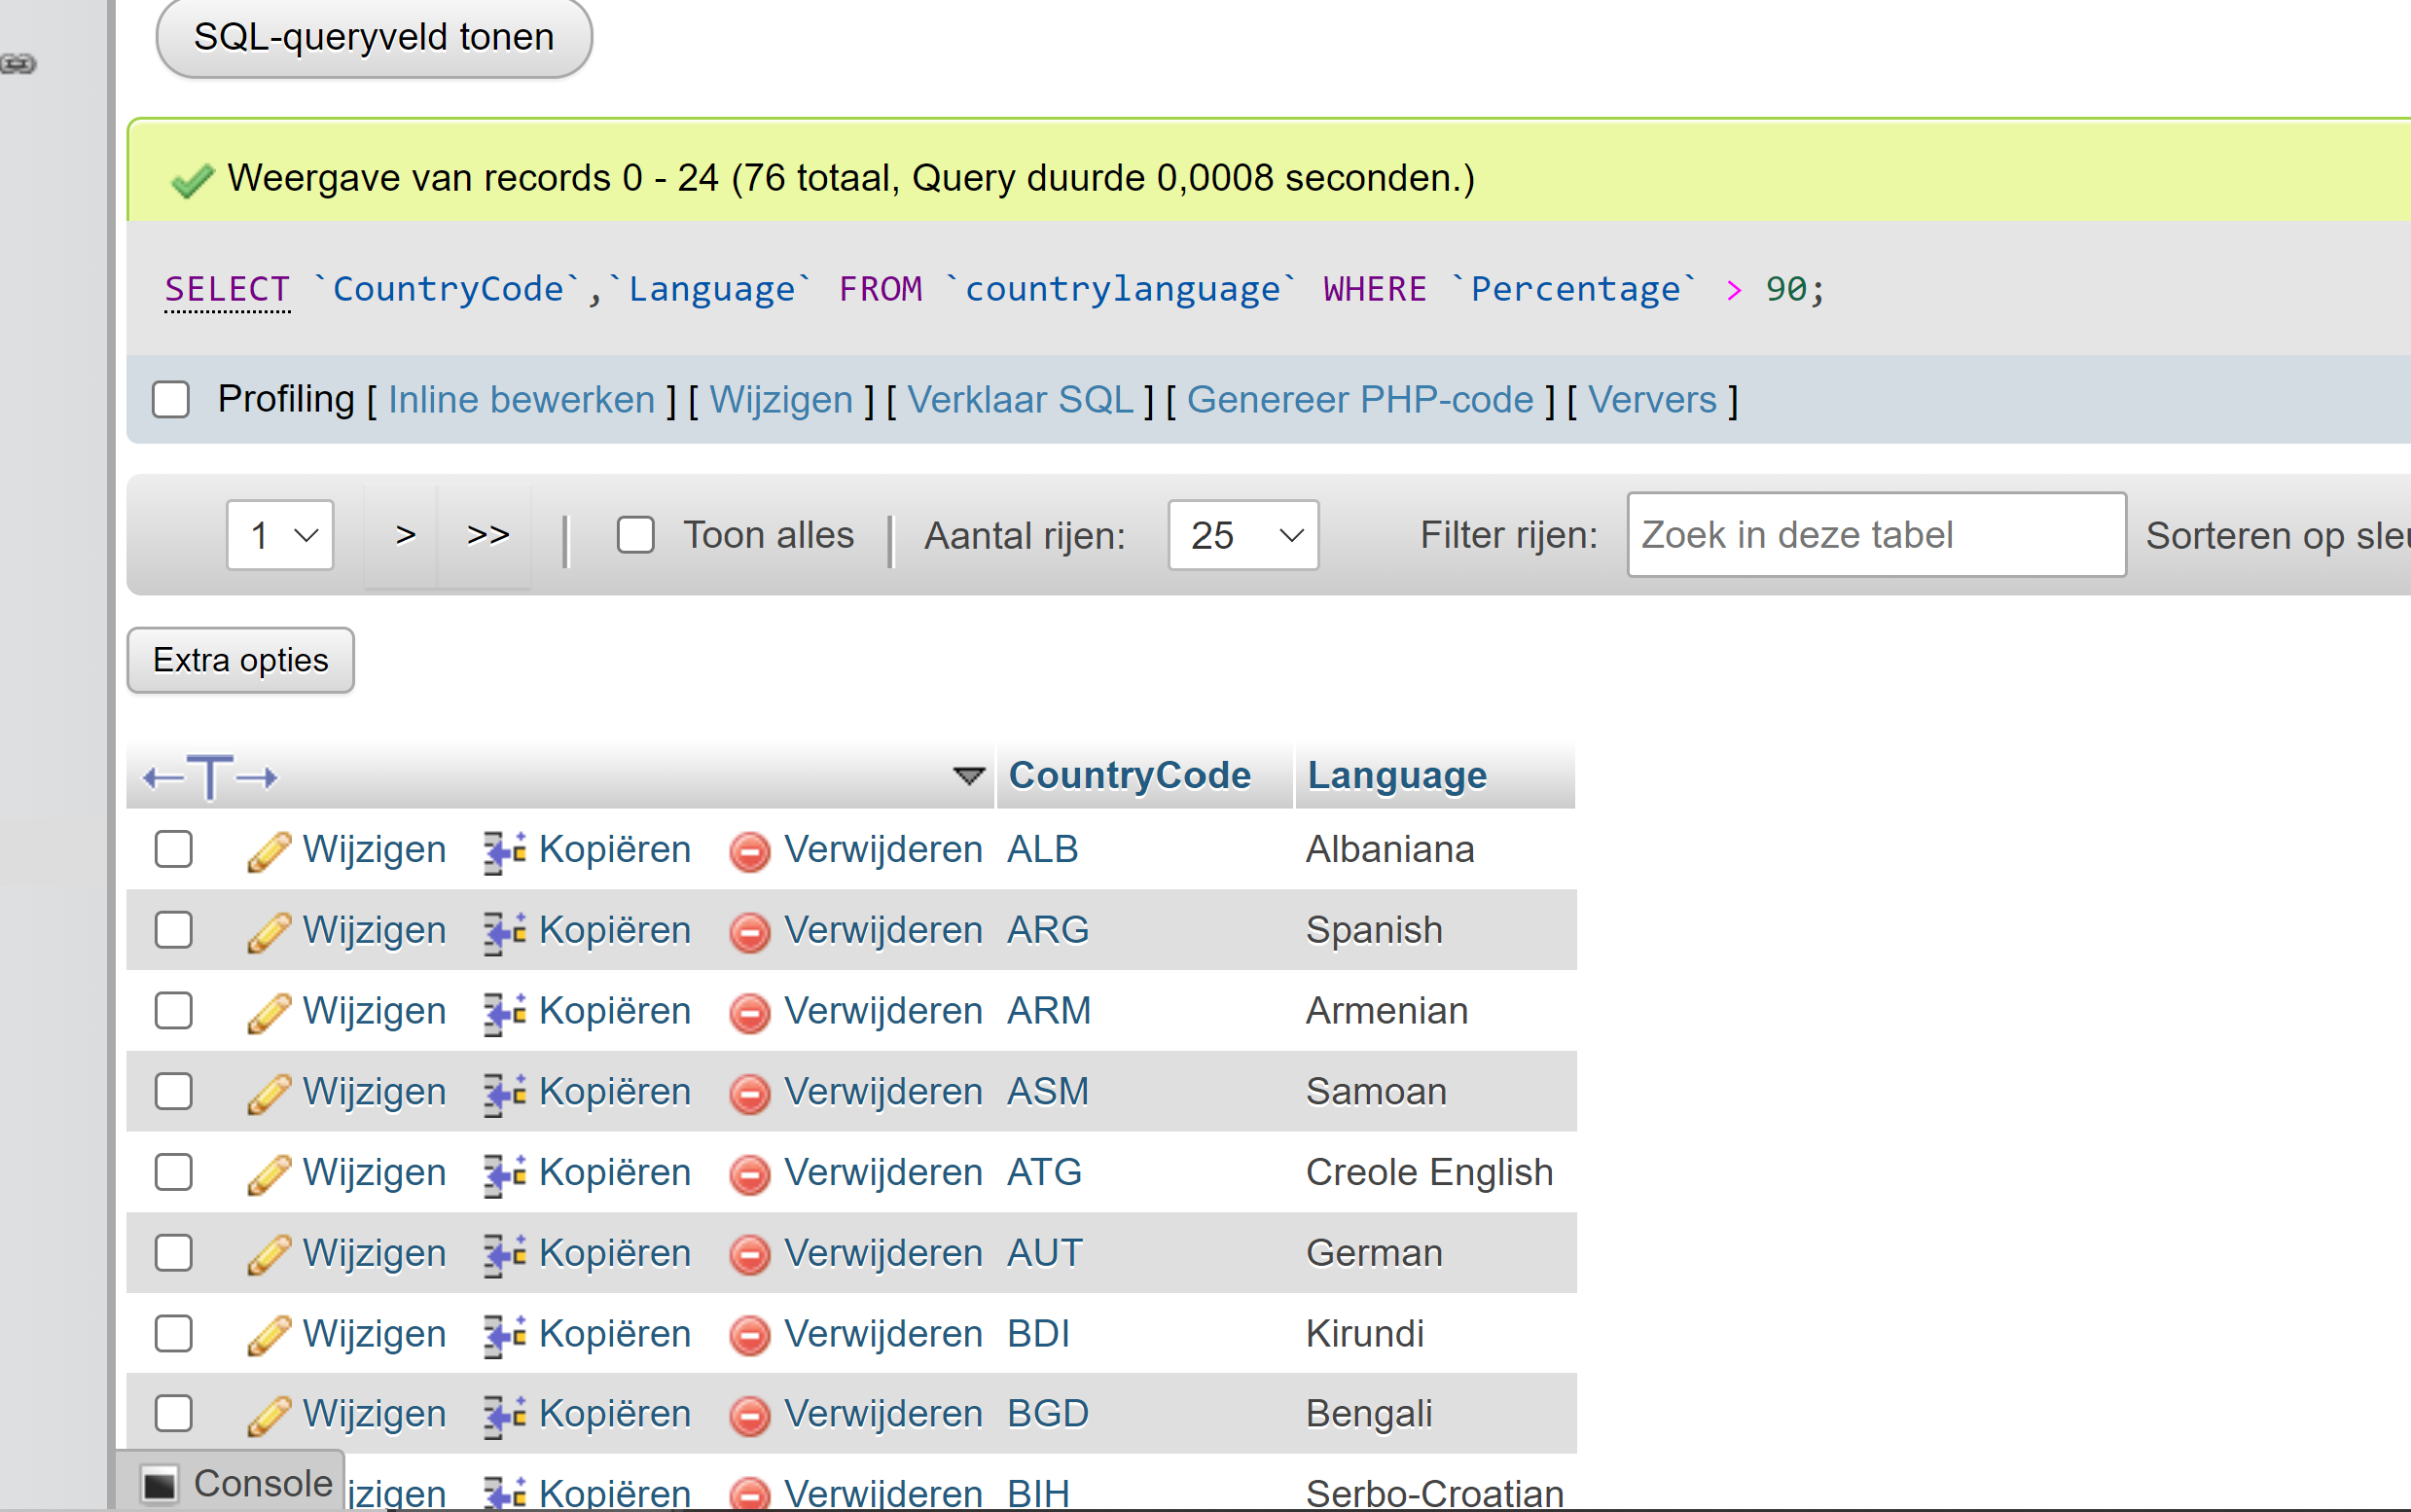 SQL-queryveld tonen
Weergave van records 0 - 24 (76 totaal, Query duurde 0,0008 seconden.)
SELECT `CountryCode`,`Language` FROM `countrylanguage` WHERE `Percentage` > 90;
Profiling [ Inline bewerken ] [ Wijzigen ] [ Verklaar SQL ] [ Genereer PHP-code ] [ Ververs ]
1 > >> | Toon alles | Aantal rijen: 25 Filter rijen: Zoek in deze tabel Sorteren op
Extra opties
←T→ CountryCode Language
Wijzigen Kopiëren Verwijderen ALB Albaniana
Wijzigen Kopiëren Verwijderen ARG Spanish
Wijzigen Kopiëren Verwijderen ARM Armenian
Wijzigen Kopiëren Verwijderen ASM Samoan
Wijzigen Kopiëren Verwijderen ATG Creole English
Wijzigen Kopiëren Verwijderen AUT German
Wijzigen Kopiëren Verwijderen BDI Kirundi
Wijzigen Kopiëren Verwijderen BGD Bengali
Console
Kopiëren Verwijderen BIH Serbo-Croatian